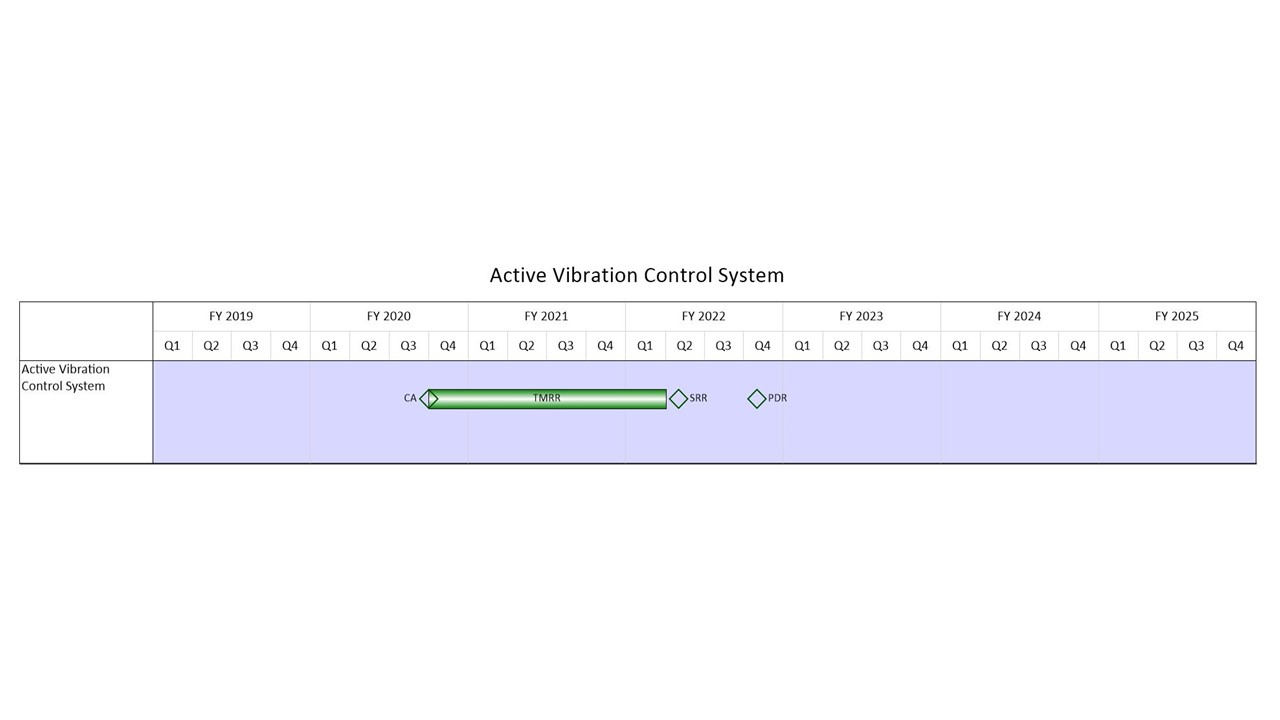 Active Vibration Control System
FY 2019 FY 2020 FY 2021 FY 2022 FY 2023 FY 2024 FY 2025
Q1 Q2 Q3 Q4 Q1 Q2 Q3 Q4 Q1 Q2 Q3 Q4 Q1 Q2 Q3 Q4 Q1 Q2 Q3 Q4 Q1 Q2 Q3 Q4 Q1 Q2 Q3 Q4
Active Vibration
Control System
CA TMRR SRR PDR